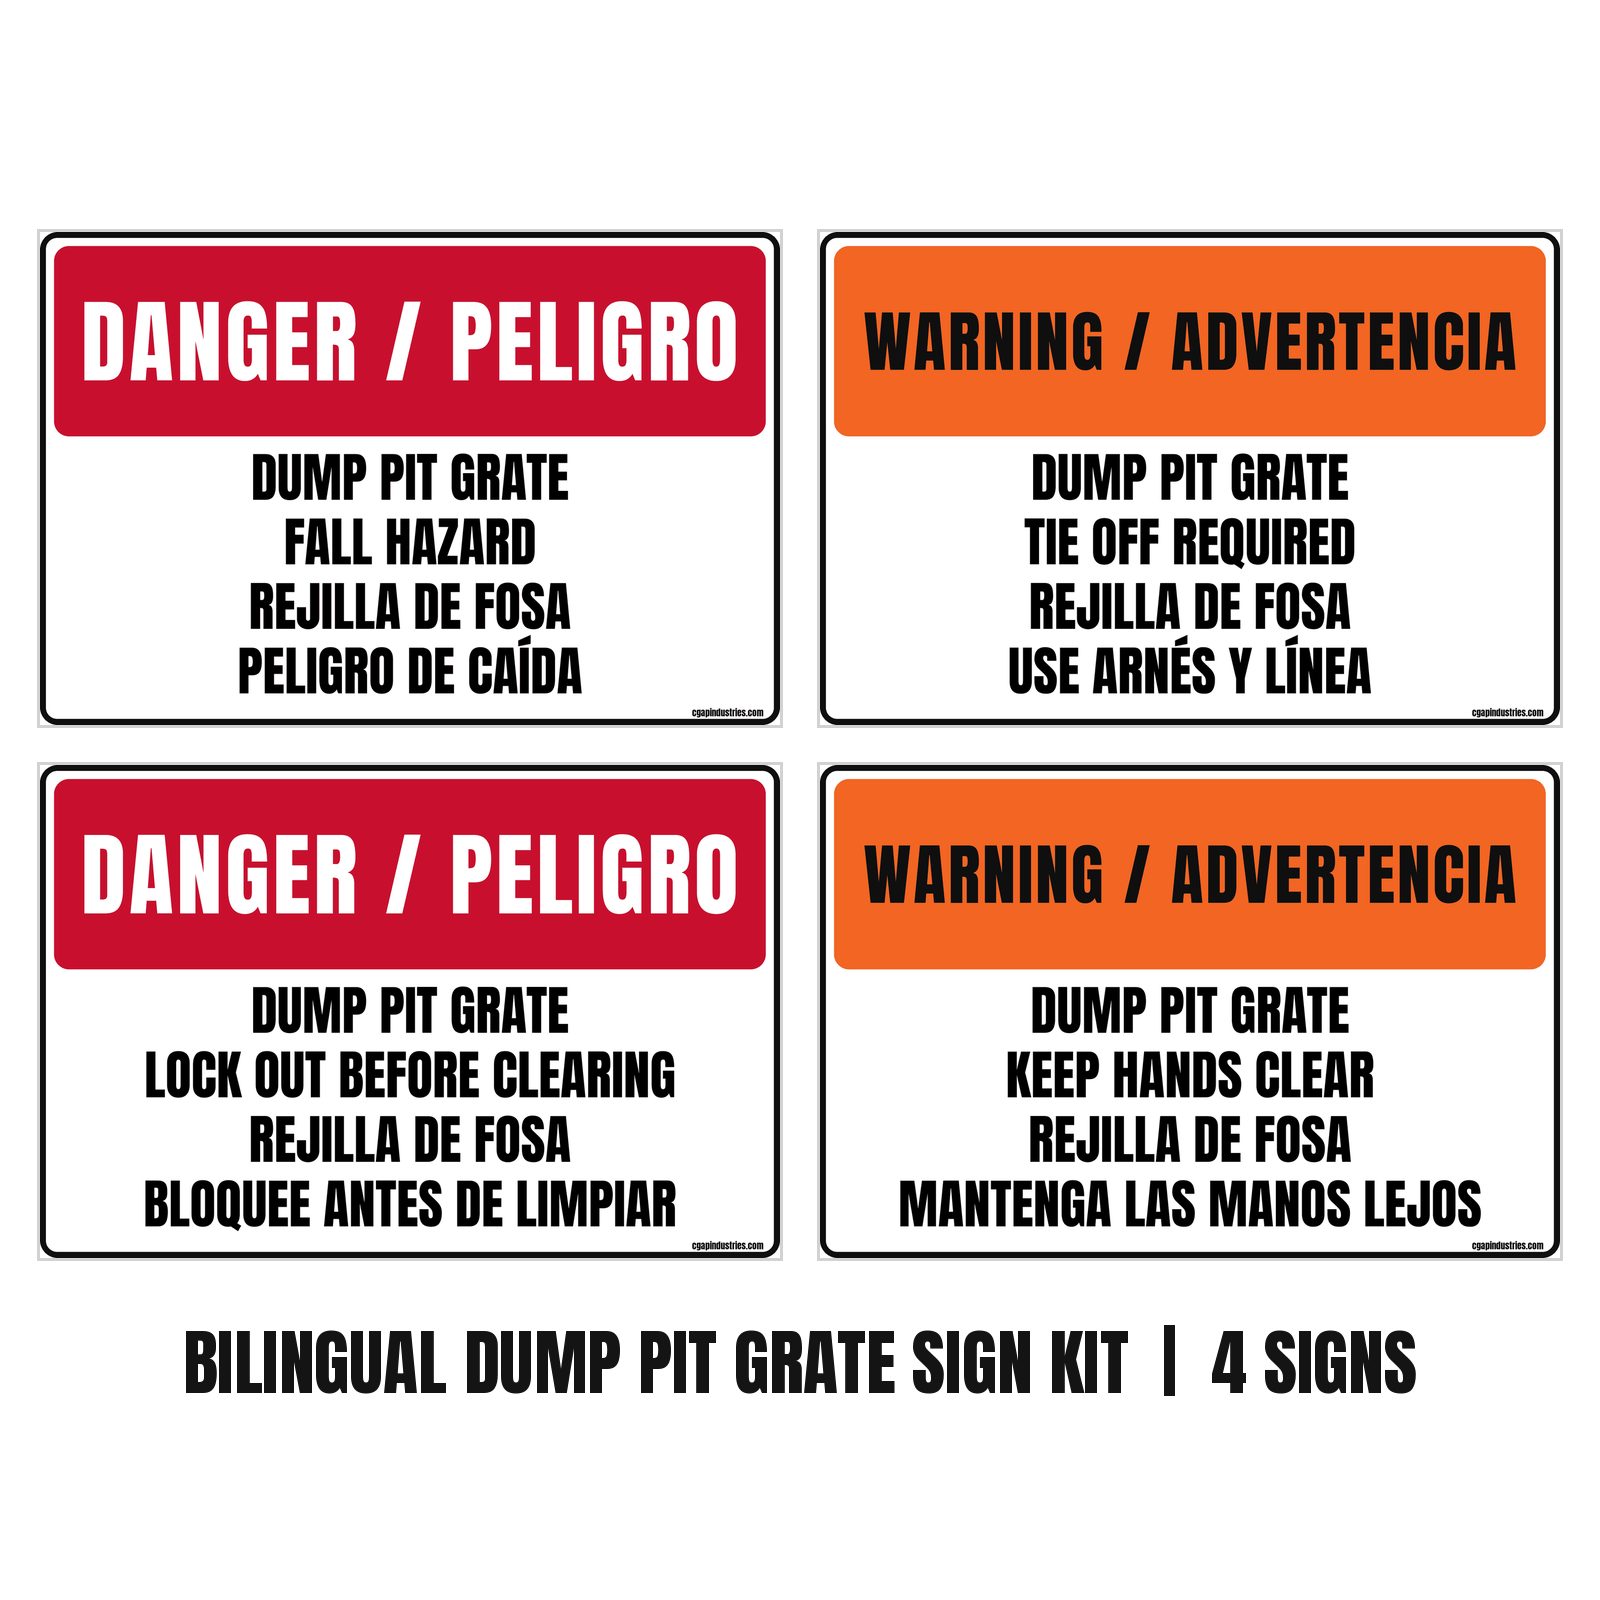 DANGER / PELIGRO
DUMP PIT GRATE
FALL HAZARD
REJILLA DE FOSA
PELIGRO DE CAÍDA
cgapindustries.com
WARNING / ADVERTENCIA
DUMP PIT GRATE
TIE OFF REQUIRED
REJILLA DE FOSA
USE ARNÉS Y LÍNEA
cgapindustries.com
DANGER / PELIGRO
DUMP PIT GRATE
LOCK OUT BEFORE CLEARING
REJILLA DE FOSA
BLOQUEE ANTES DE LIMPIAR
cgapindustries.com
WARNING / ADVERTENCIA
DUMP PIT GRATE
KEEP HANDS CLEAR
REJILLA DE FOSA
MANTENGA LAS MANOS LEJOS
cgapindustries.com
BILINGUAL DUMP PIT GRATE SIGN KIT | 4 SIGNS